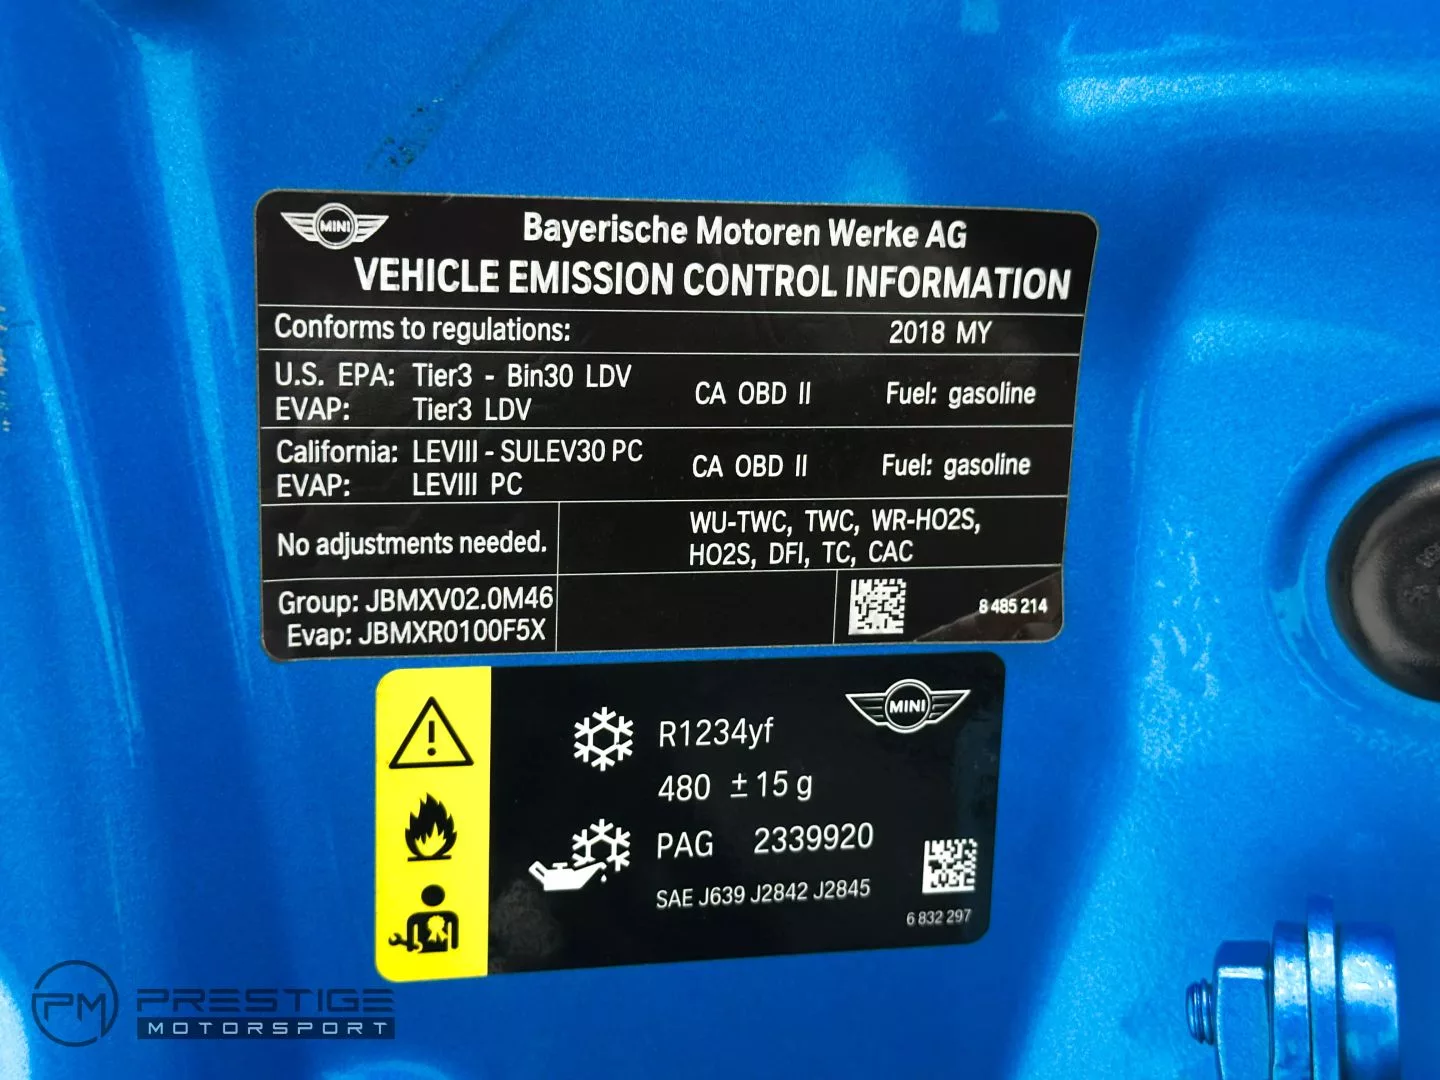 MINI
Bayerische Motoren Werke AG
VEHICLE EMISSION CONTROL INFORMATION
Conforms to regulations: 2018 MY
U.S. EPA: Tier3 - Bin30 LDV
EVAP: Tier3 LDV
CA OBD II Fuel: gasoline
California: LEVIII - SULEV30 PC
EVAP: LEVIII PC
CA OBD II Fuel: gasoline
No adjustments needed.
WU-TWC, TWC, WR-HO2S,
HO2S, DFI, TC, CAC
Group: JBMXV02.0M46
Evap: JBMXR0100F5X
8 485 214
MINI
R1234yf
480 ± 15 g
PAG 2339920
SAE J639 J2842 J2845
6 832 297
PM
PRESTIGE
MOTORSPORT